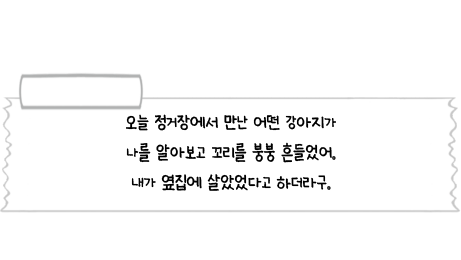 오늘 정거장에서 만난 어떤 강아지가
나를 알아보고 꼬리를 붕붕 흔들었어.
내가 옆집에 살았었다고 하더라구.